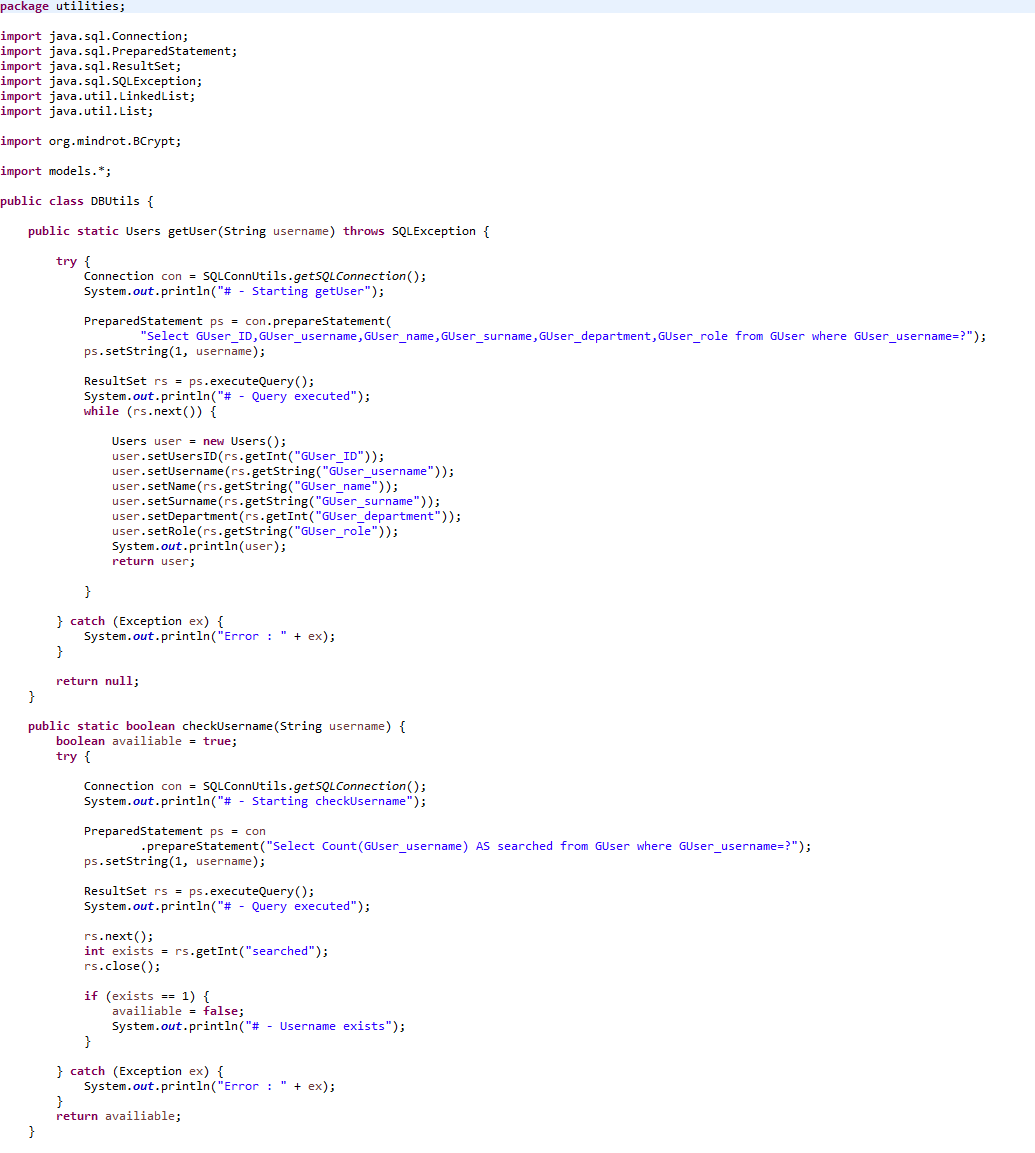 package utilities;
import java.sql.Connection;
import java.sql.PreparedStatement;
import java.sql.ResultSet;
import java.sql.SQLException;
import java.util.LinkedList;
import java.util.List;
import org.mindrot.BCrypt;
import models.*;
public class DBUtils {
public static Users getUser(String username) throws SQLException {
try {
Connection con = SQLConnUtils.getSQLConnection();
System.out.println("# - Starting getUser");
PreparedStatement ps = con.prepareStatement(
"Select GUser_ID,GUser_username,GUser_name,GUser_surname,GUser_department,GUser_role from GUser where GUser_username=?");
ps.setString(1, username);
ResultSet rs = ps.executeQuery();
System.out.println("# - Query executed");
while (rs.next()) {
Users user = new Users();
user.setUsersID(rs.getInt("GUser_ID"));
user.setUsername(rs.getString("GUser_username"));
user.setName(rs.getString("GUser_name"));
user.setSurname(rs.getString("GUser_surname"));
user.setDepartment(rs.getInt("GUser_department"));
user.setRole(rs.getString("GUser_role"));
System.out.println(user);
return user;
}
} catch (Exception ex) {
System.out.println("Error : " + ex);
}
return null;
}
public static boolean checkUsername(String username) {
boolean availiable = true;
try {
Connection con = SQLConnUtils.getSQLConnection();
System.out.println("# - Starting checkUsername");
PreparedStatement ps = con
.prepareStatement("Select Count(GUser_username) AS searched from GUser where GUser_username=?");
ps.setString(1, username);
ResultSet rs = ps.executeQuery();
System.out.println("# - Query executed");
rs.next();
int exists = rs.getInt("searched");
rs.close();
if (exists == 1) {
availiable = false;
System.out.println("# - Username exists");
}
} catch (Exception ex) {
System.out.println("Error : " + ex);
}
return availiable;
}